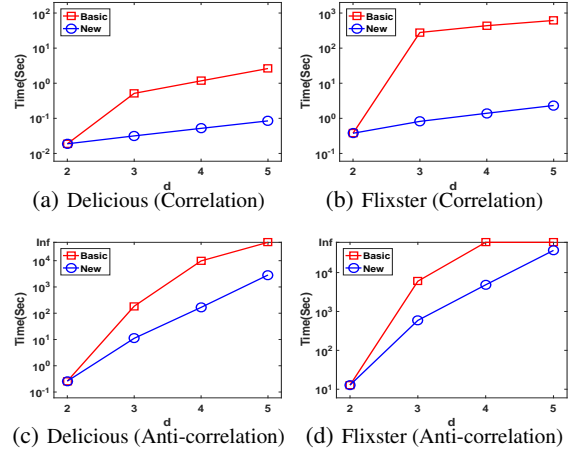 Basic
New
Time(Sec)
10^2
10^1
10^0
10^-1
10^-2
2 3 4 5
d
(a) Delicious (Correlation)
Basic
New
Time(Sec)
10^3
10^2
10^1
10^0
10^-1
2 3 4 5
d
(b) Flixster (Correlation)
Basic
New
Time(Sec)
Inf
10^4
10^3
10^2
10^1
10^0
10^-1
2 3 4 5
d
(c) Delicious (Anti-correlation)
Basic
New
Time(Sec)
Inf
10^4
10^3
10^2
10^1
2 3 4 5
d
(d) Flixster (Anti-correlation)